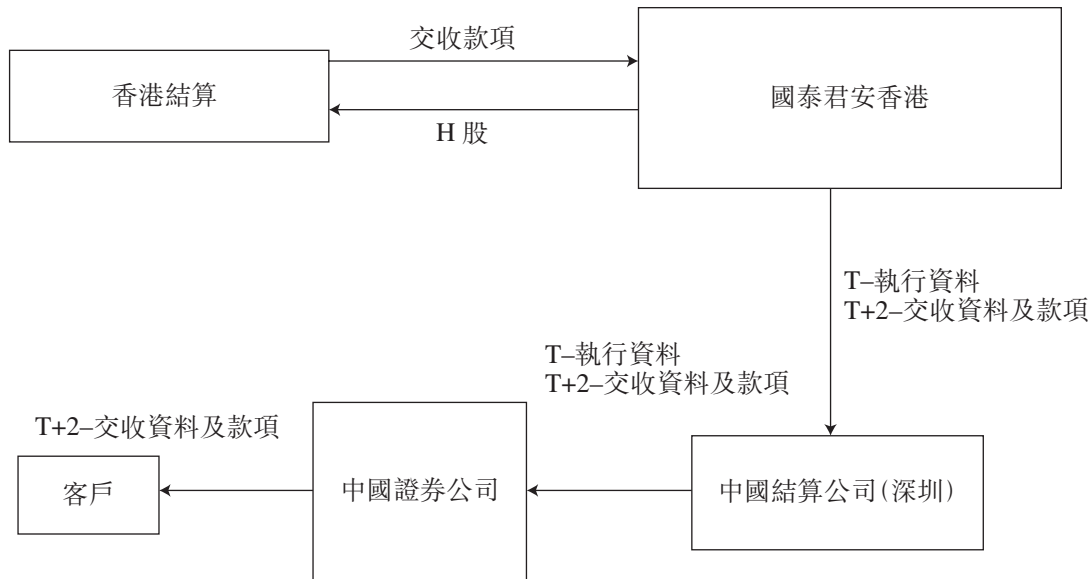 交收款項
香港結算
國泰君安香港
H 股
T–執行資料
T+2–交收資料及款項
T–執行資料
T+2–交收資料及款項
T+2–交收資料及款項
客戶
中國證券公司
中國結算公司(深圳)